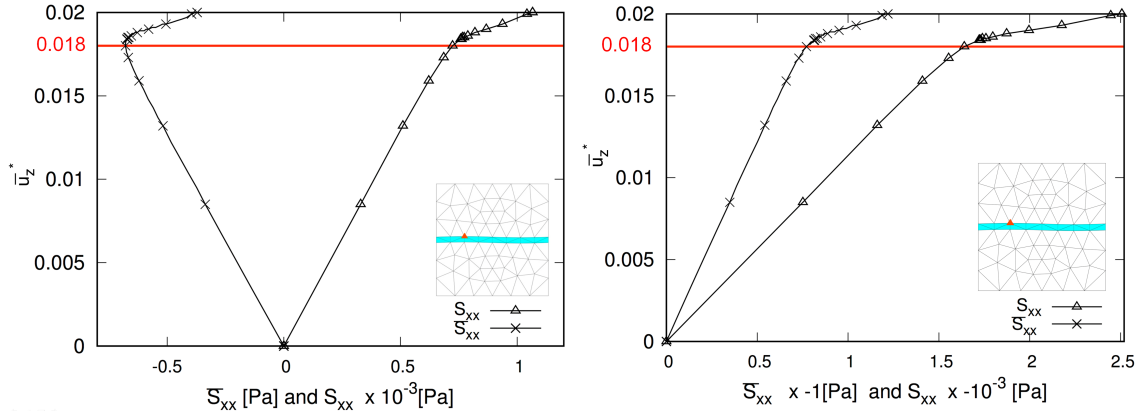 0.02
0.018
0.015
0.01
0.005
0
ū_z*
-0.5
0
0.5
1
S_xx
S̅_xx
S̅_xx [Pa] and S_xx x 10^-3[Pa]
0.02
0.018
0.015
0.01
0.005
0
ū_z*
0
0.5
1
1.5
2
2.5
S_xx
S̅_xx
S̅_xx x -1[Pa] and S_xx x -10^-3 [Pa]